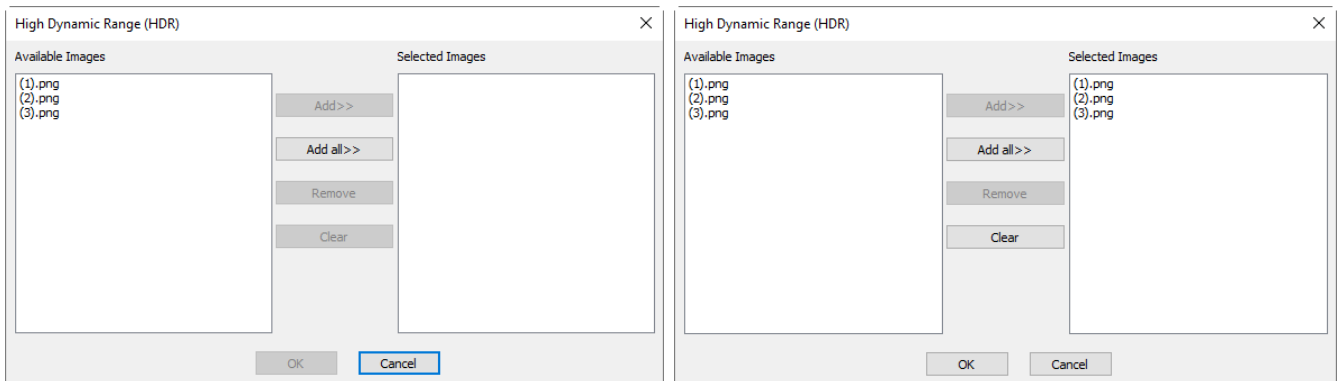 High Dynamic Range (HDR)
Available Images
Selected Images
(1).png
(2).png
(3).png
Add>>
Add all>>
Remove
Clear
OK
Cancel
High Dynamic Range (HDR)
Available Images
Selected Images
(1).png
(2).png
(3).png
Add>>
Add all>>
Remove
Clear
(1).png
(2).png
(3).png
OK
Cancel